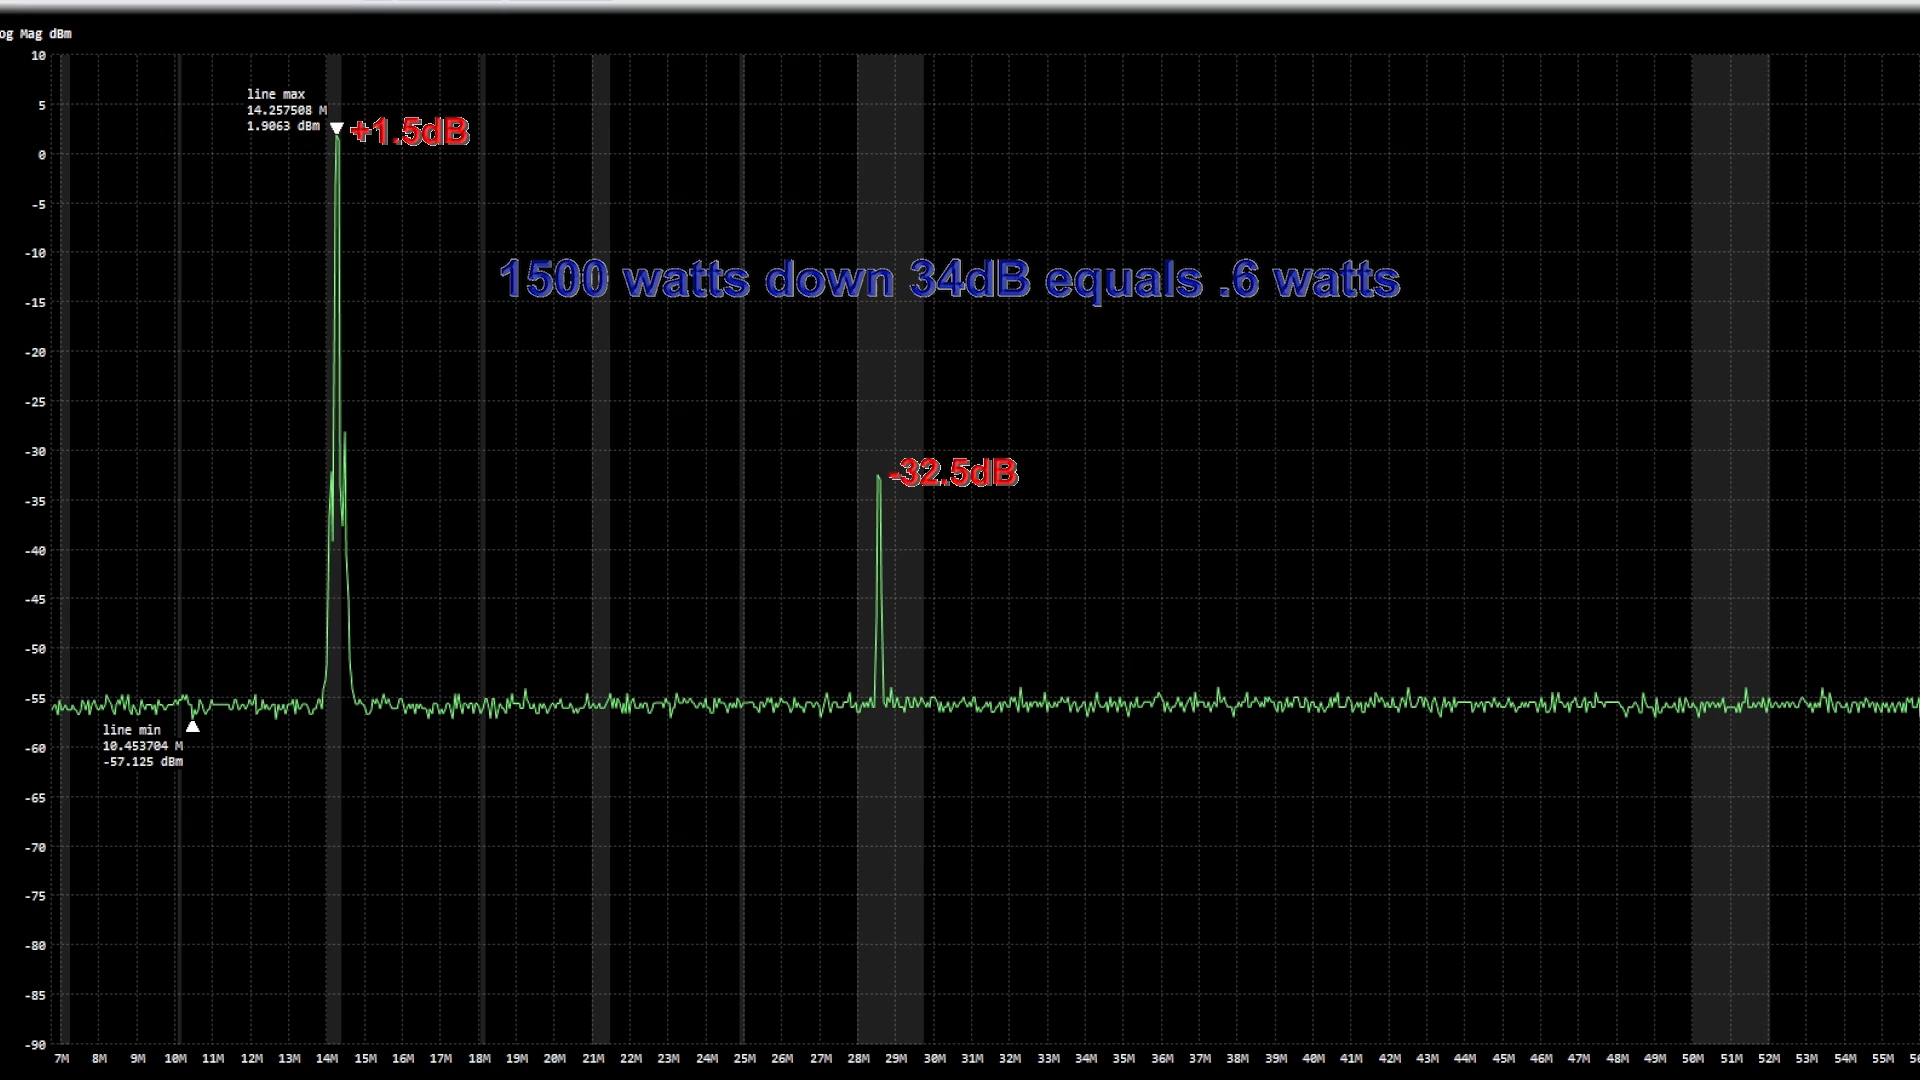 og Mag dBm
10
line max
14.257508 M
1.9063 dBm
+1.5dB
5
0
-5
-10
1500 watts down 34dB equals .6 watts
-15
-20
-25
-30
-32.5dB
-35
-40
-45
-50
-55
line min
10.453704 M
-57.125 dBm
-60
-65
-70
-75
-80
-85
-90
7M 8M 9M 10M 11M 12M 13M 14M 15M 16M 17M 18M 19M 20M 21M 22M 23M 24M 25M 26M 27M 28M 29M 30M 31M 32M 33M 34M 35M 36M 37M 38M 39M 40M 41M 42M 43M 44M 45M 46M 47M 48M 49M 50M 51M 52M 53M 54M 55M 56